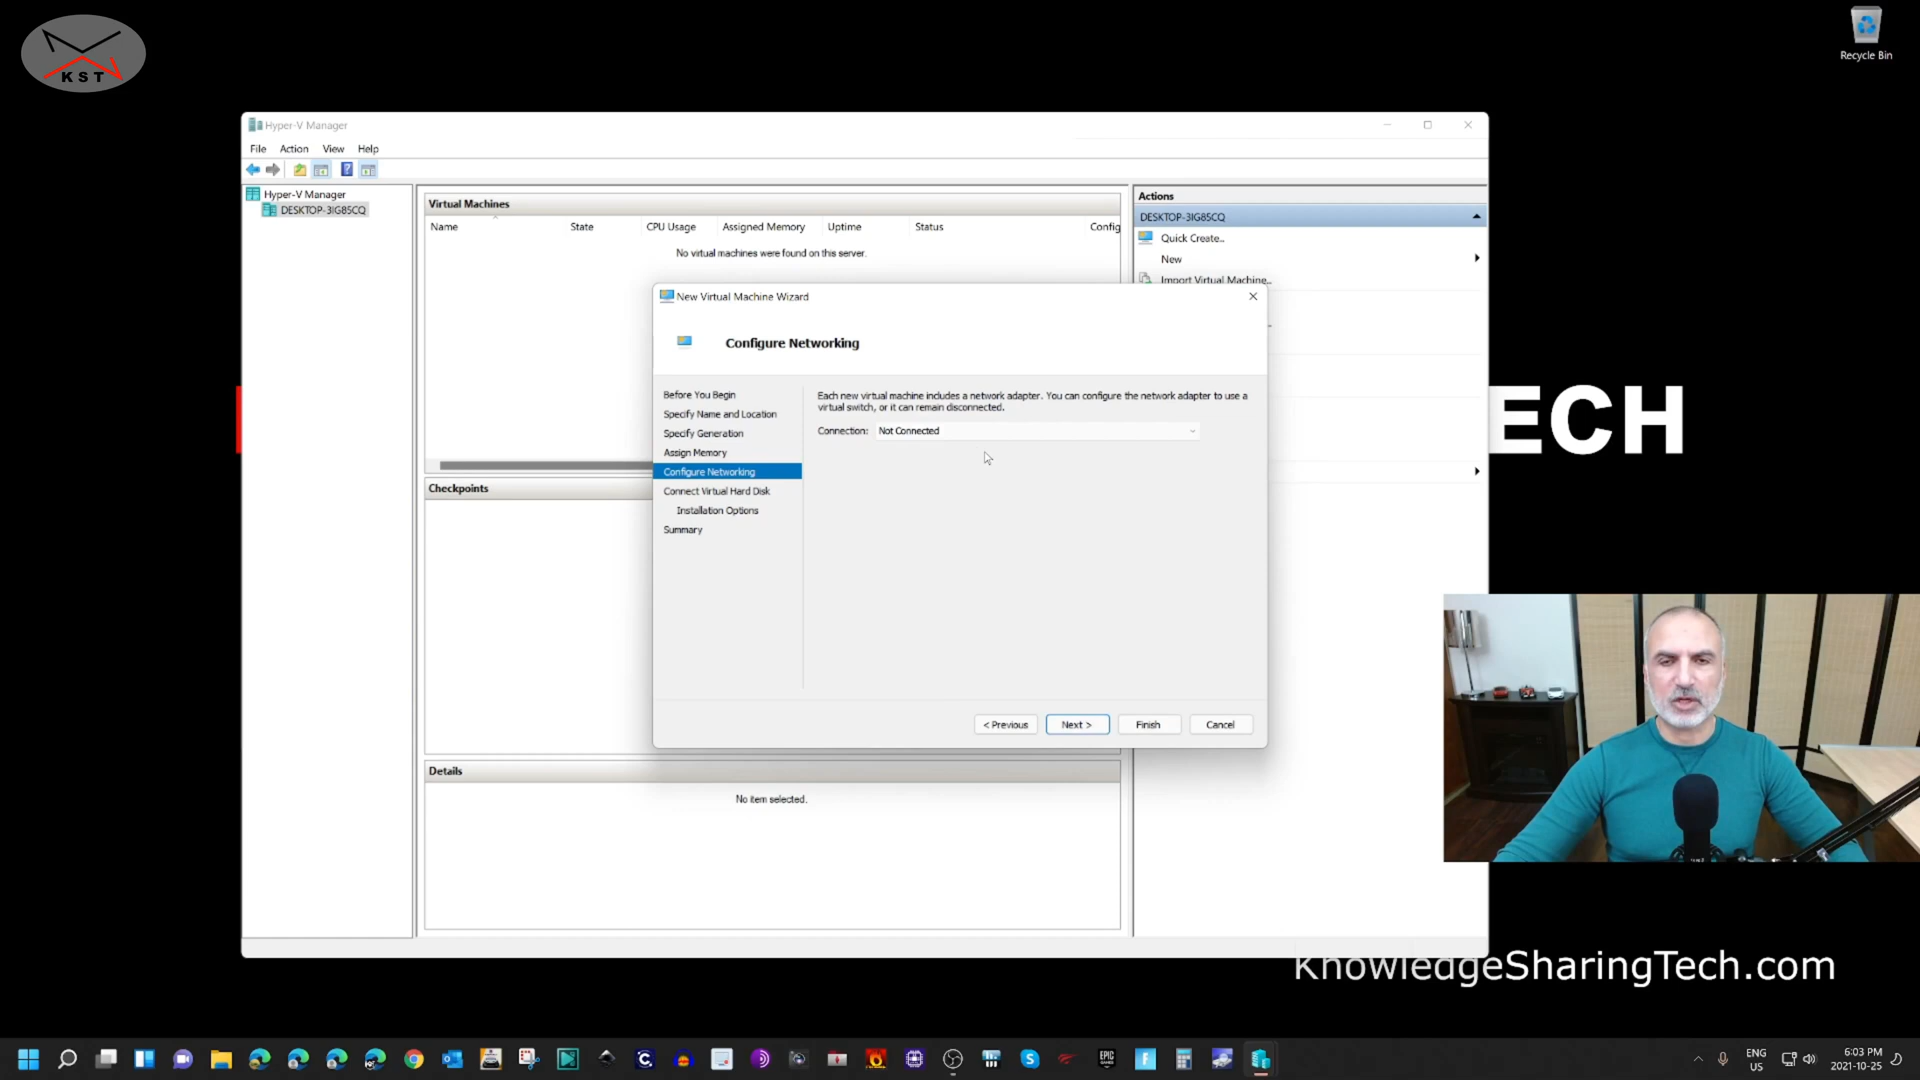 KST
Recycle Bin
Hyper-V Manager
File Action View Help
Hyper-V Manager
DESKTOP-3IG85CQ
Virtual Machines
Name State CPU Usage Assigned Memory Uptime Status Config
No virtual machines were found on this server.
Actions
DESKTOP-3IG85CQ
Quick Create...
New
Import Virtual Machine...
New Virtual Machine Wizard
Configure Networking
Before You Begin
Specify Name and Location
Specify Generation
Assign Memory
Configure Networking
Connect Virtual Hard Disk
Installation Options
Summary
Each new virtual machine includes a network adapter. You can configure the network adapter to use a
virtual switch, or it can remain disconnected.
Connection: Not Connected
< Previous Next > Finish Cancel
Checkpoints
Details
No item selected.
ECH
KnowledgeSharingTech.com
EPIC
ENG
US
6:03 PM
2021-10-25